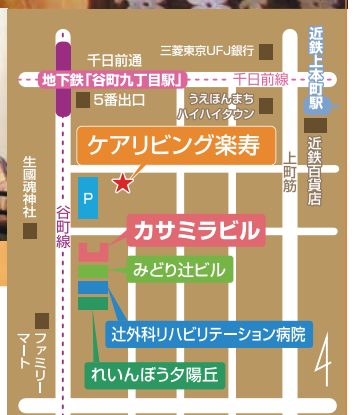 千日前通
三菱東京UFJ銀行
近鉄上本町駅
地下鉄「谷町九丁目駅」
千日前線
5番出口
うえほんまち
ハイハイタウン
ケアリビング楽寿
近鉄百貨店
上町筋
生國魂神社
P
谷町線
カサミラビル
みどり辻ビル
辻外科リハビリテーション病院
ファミリー
マート
れいんぼう夕陽丘